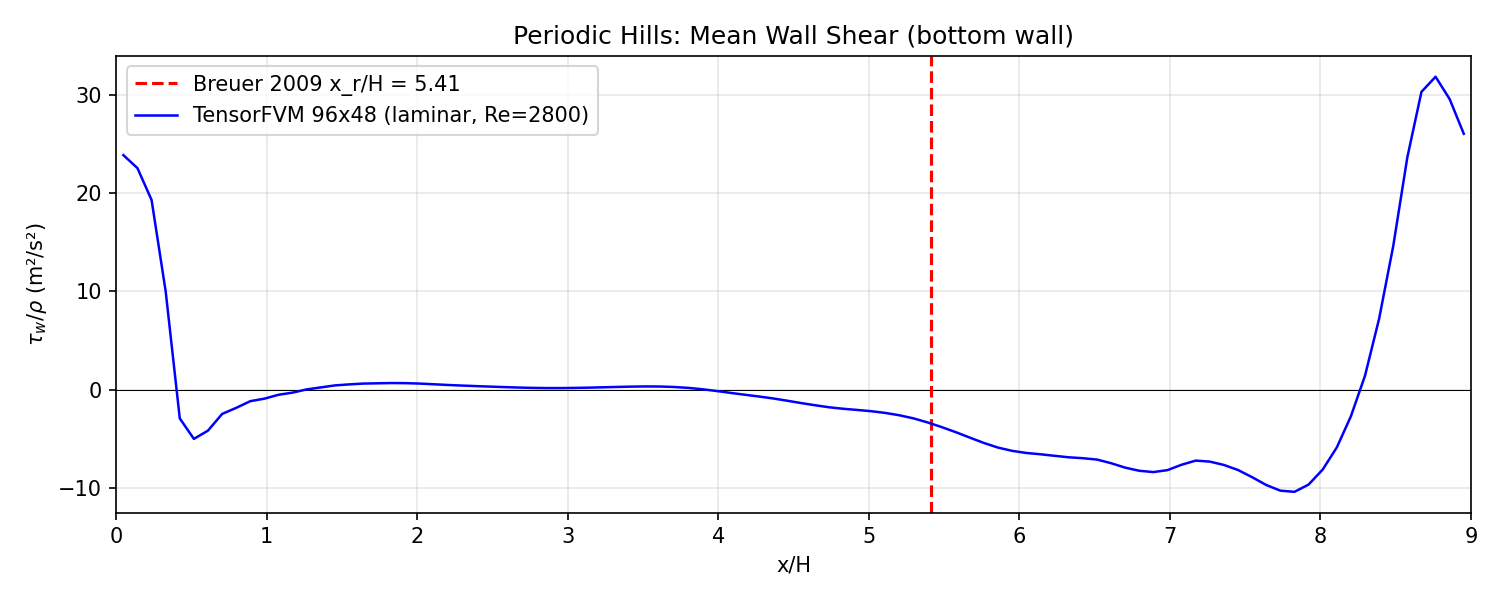 Periodic Hills: Mean Wall Shear (bottom wall)
Breuer 2009 x_r/H = 5.41
TensorFVM 96x48 (laminar, Re=2800)
τw/ρ (m²/s²)
30
20
10
0
−10
0 1 2 3 4 5 6 7 8 9
x/H